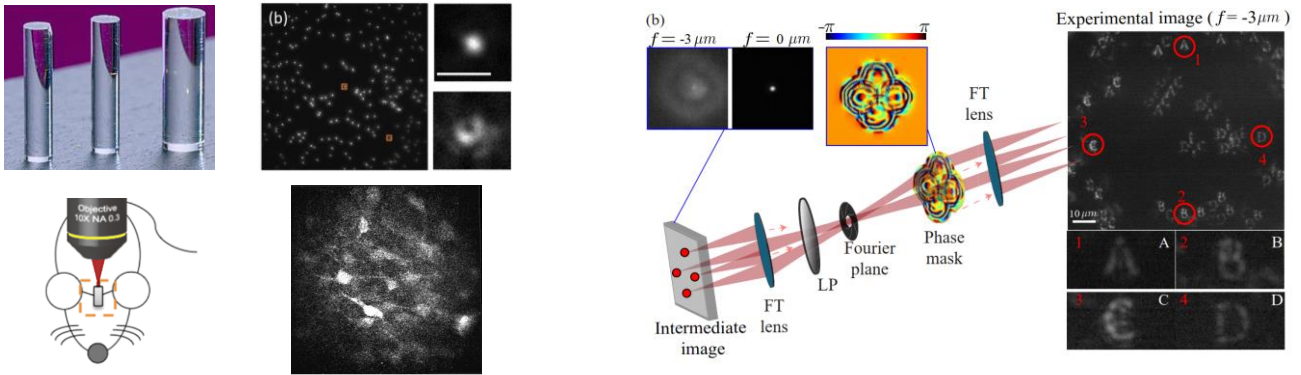 (b)
Objective
10X NA 0.3
(b)
f = -3 μm
f = 0 μm
-π
π
FT
lens
Phase
mask
Fourier
plane
LP
FT
lens
Intermediate
image
Experimental image (f = -3μm)
1
3
4
2
10 μm
1
A
2
B
3
C
4
D